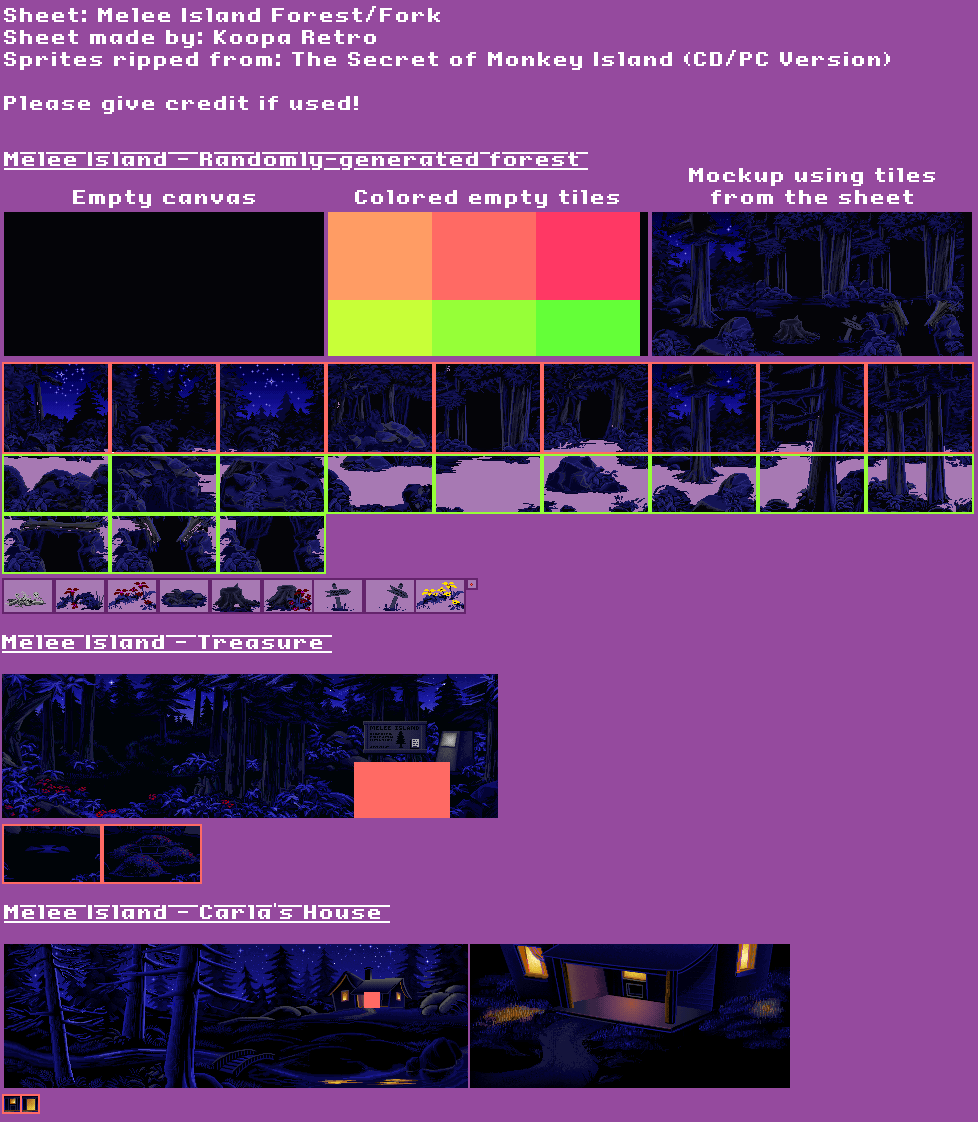 Sheet: Melee Island Forest/Fork
Sheet made by: Koopa Retro
Sprites ripped from: The Secret of Monkey Island (CD/PC Version)
Please give credit if used!
Melee Island - Randomly-generated forest
Empty canvas
Colored empty tiles
Mockup using tiles
from the sheet
Melee Island - Treasure
MELEE ISLAND
Melee Island - Carla's House